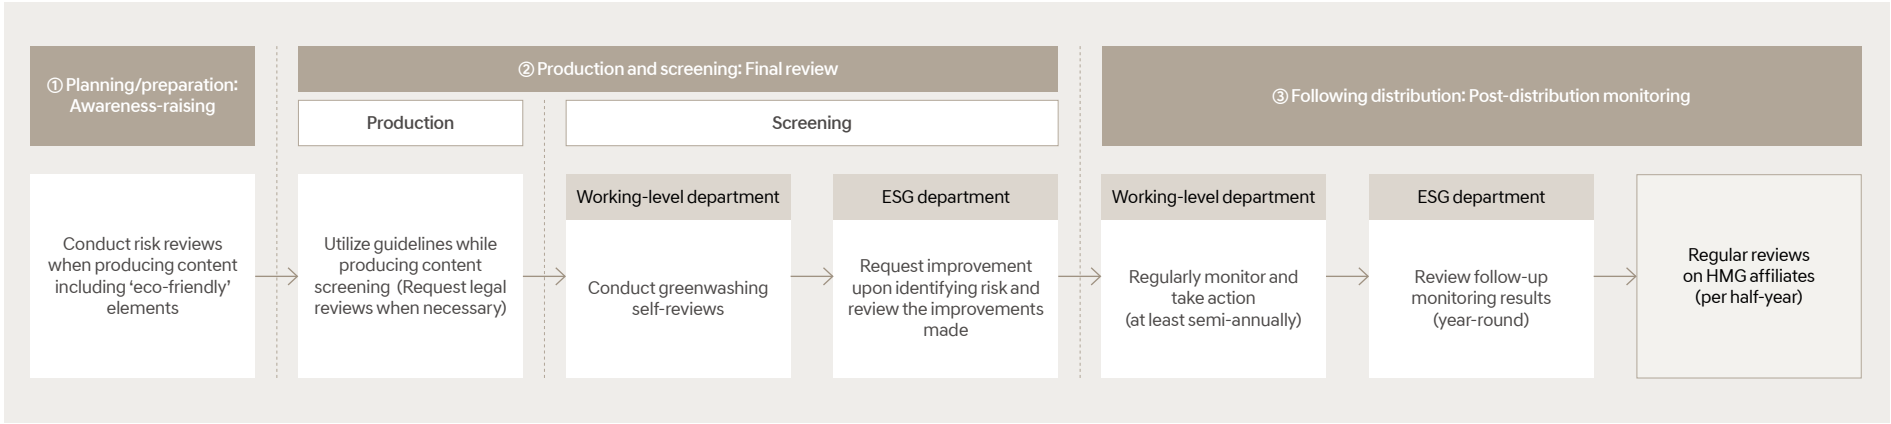 ① Planning/preparation:
Awareness-raising
② Production and screening: Final review
Production
Screening
③ Following distribution: Post-distribution monitoring
Conduct risk reviews
when producing content
including ‘eco-friendly’
elements
Utilize guidelines while
producing content
screening (Request legal
reviews when necessary)
Working-level department
Conduct greenwashing
self-reviews
ESG department
Request improvement
upon identifying risk and
review the improvements
made
Working-level department
Regularly monitor and
take action
(at least semi-annually)
ESG department
Review follow-up
monitoring results
(year-round)
Regular reviews
on HMG affiliates
(per half-year)